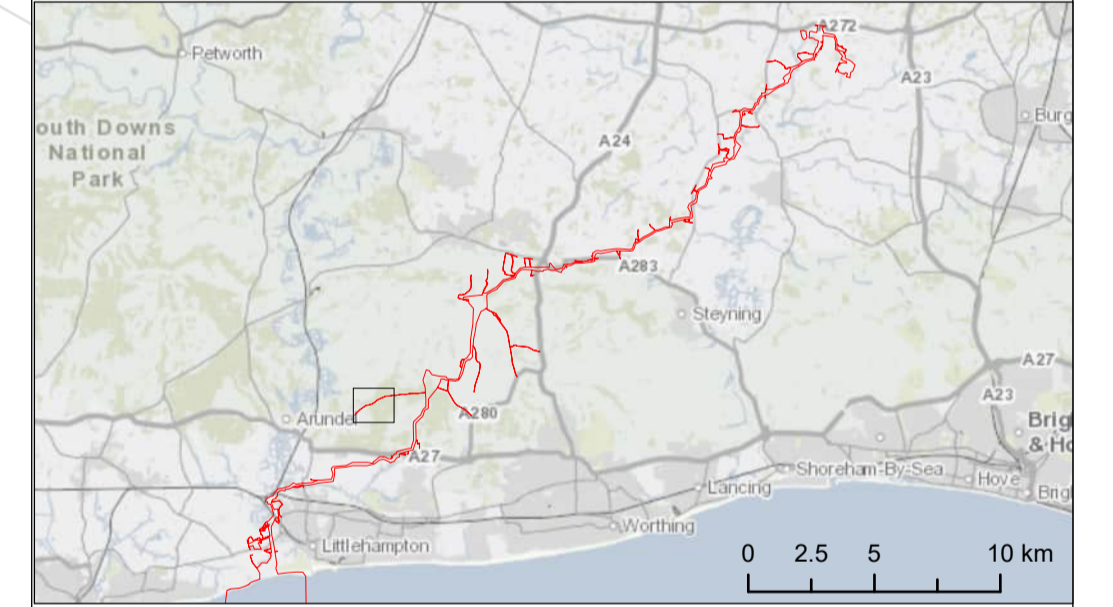 A272
Petworth
A23
Burg
outh Downs
National
Park
A24
A283
Steyning
A27
A23
Arundel
A280
Brig
& Ho
A27
Shoreham-By-Sea
Hove
Lancing
Brig
Worthing
Littlehampton
0 2.5 5 10 km